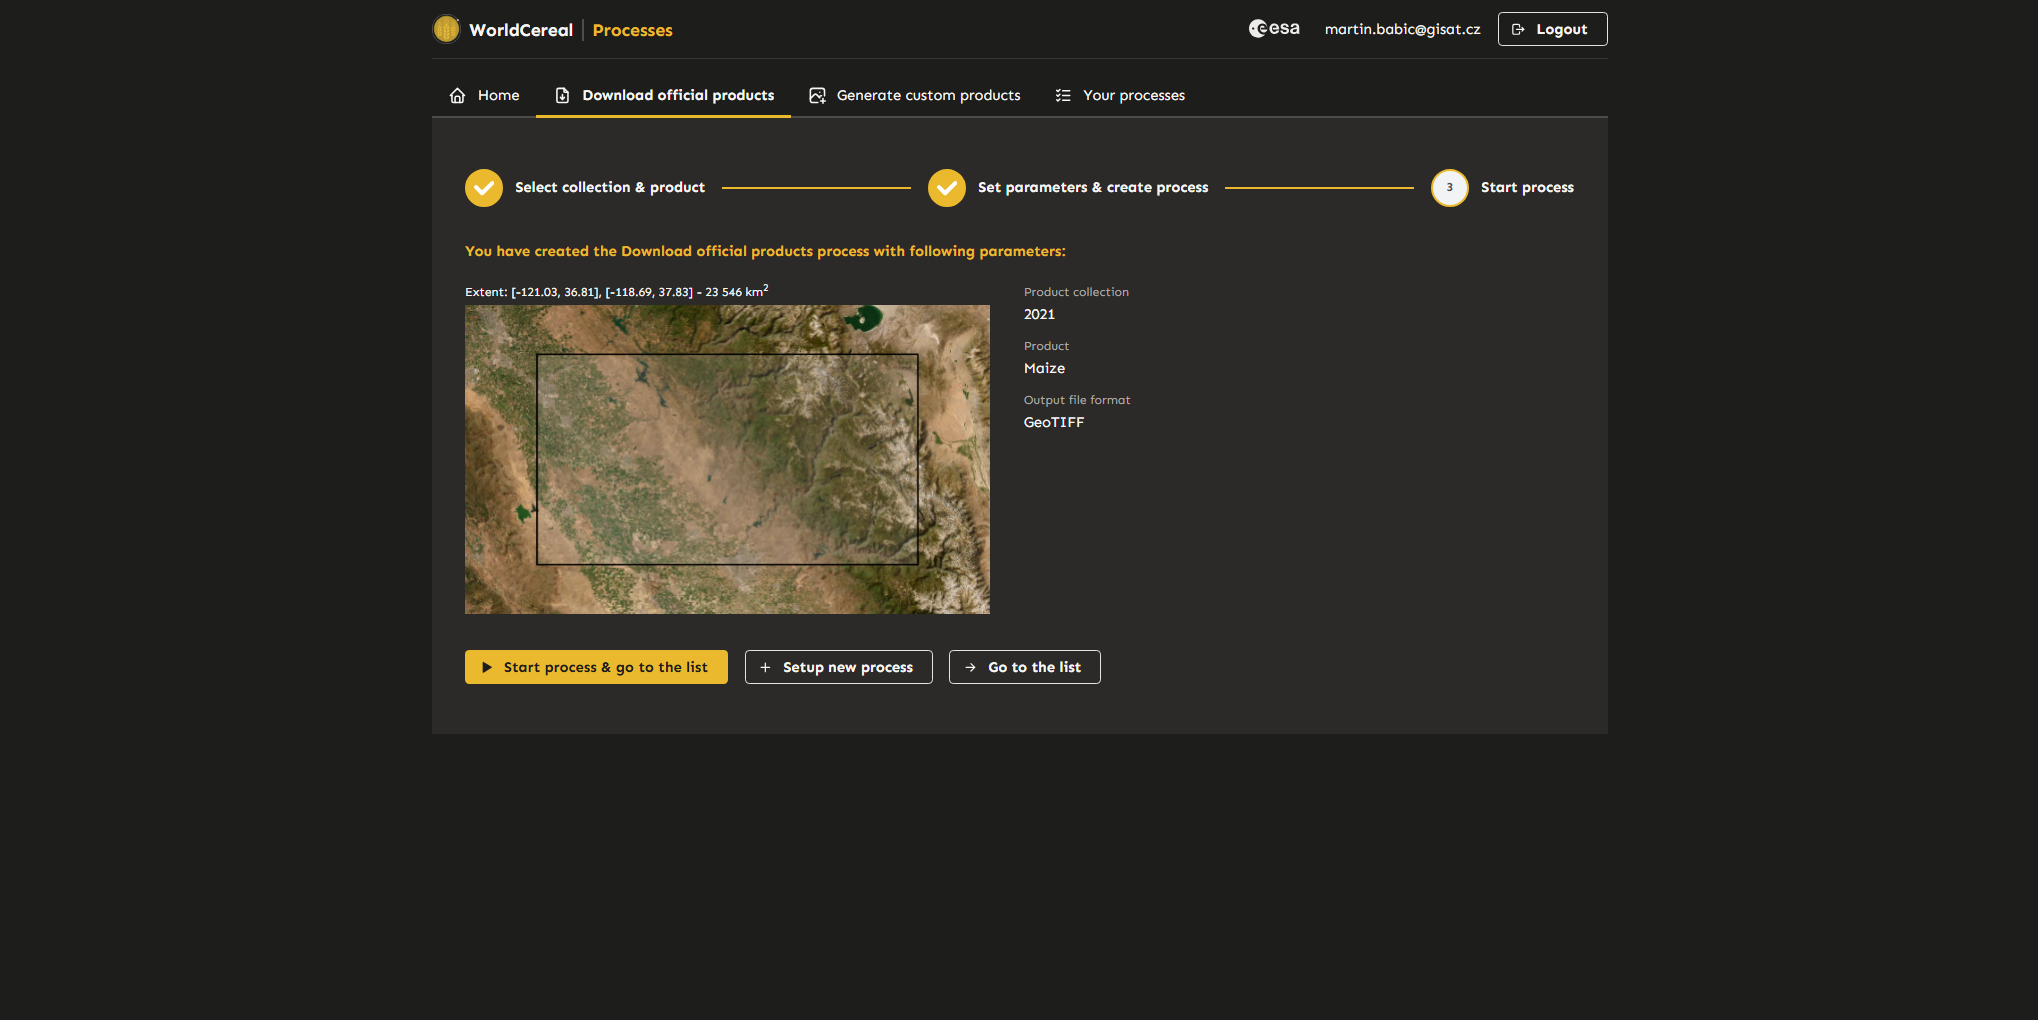 WorldCereal | Processes
esa
martin.babic@gisat.cz
Logout
Home
Download official products
Generate custom products
Your processes
Select collection & product
Set parameters & create process
3
Start process
You have created the Download official products process with following parameters:
Extent: [-121.03, 36.81], [-118.69, 37.83] - 23 546 km²
Product collection
2021
Product
Maize
Output file format
GeoTIFF
Start process & go to the list
Setup new process
Go to the list